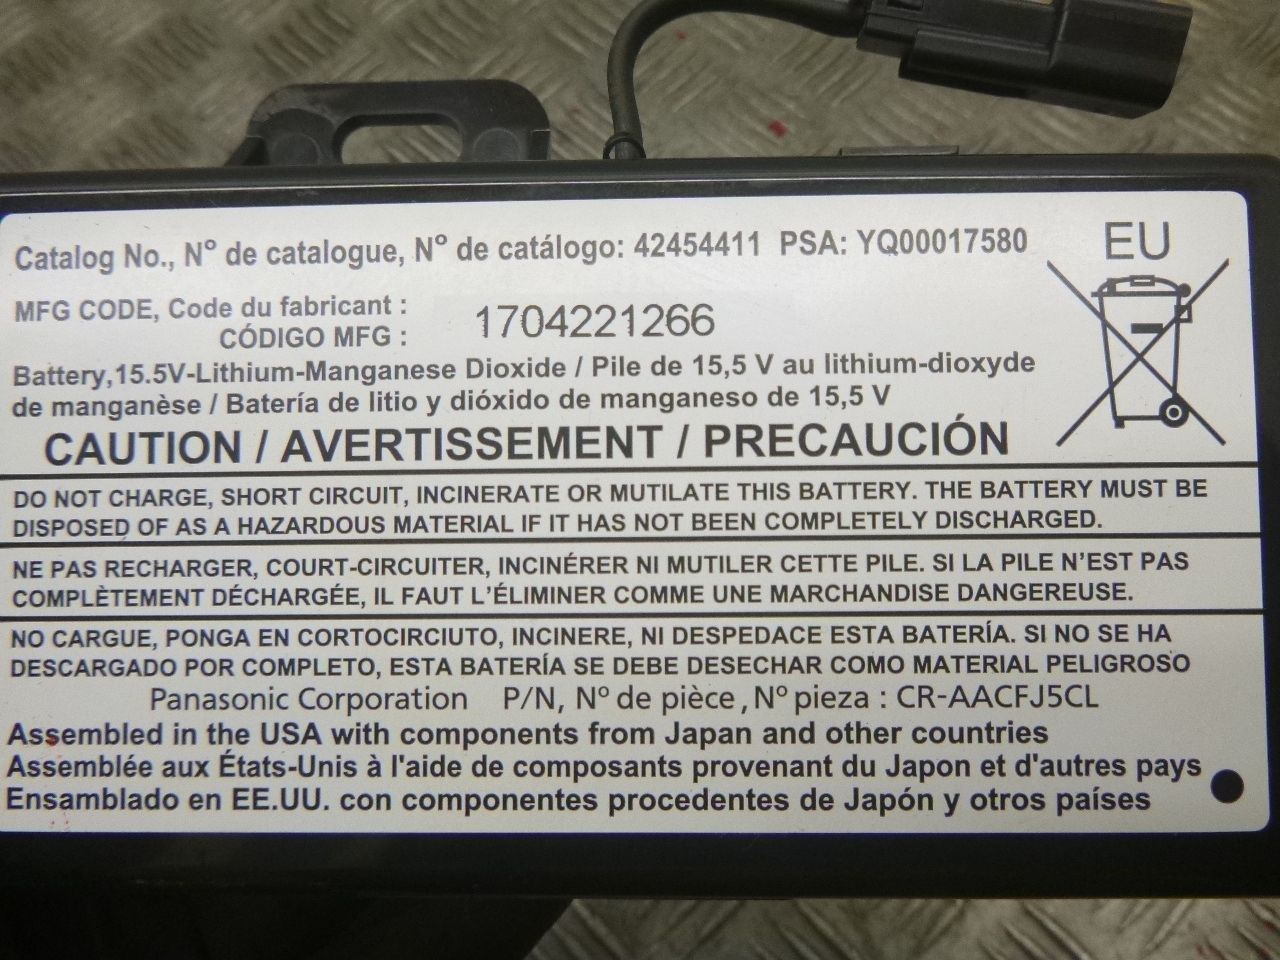 Catalog No., Nº de catalogue, Nº de catálogo: 42454411 PSA: YQ00017580
EU
MFG CODE, Code du fabricant :
CÓDIGO MFG :
1704221266
Battery,15.5V-Lithium-Manganese Dioxide / Pile de 15,5 V au lithium-dioxyde
de manganèse / Batería de litio y dióxido de manganeso de 15,5 V
CAUTION / AVERTISSEMENT / PRECAUCIÓN
DO NOT CHARGE, SHORT CIRCUIT, INCINERATE OR MUTILATE THIS BATTERY. THE BATTERY MUST BE
DISPOSED OF AS A HAZARDOUS MATERIAL IF IT HAS NOT BEEN COMPLETELY DISCHARGED.
NE PAS RECHARGER, COURT-CIRCUITER, INCINÉRER NI MUTILER CETTE PILE. SI LA PILE N'EST PAS
COMPLÈTEMENT DÉCHARGÉE, IL FAUT L'ÉLIMINER COMME UNE MARCHANDISE DANGEREUSE.
NO CARGUE, PONGA EN CORTOCIRCIUTO, INCINERE, NI DESPEDACE ESTA BATERÍA. SI NO SE HA
DESCARGADO POR COMPLETO, ESTA BATERÍA SE DEBE DESECHAR COMO MATERIAL PELIGROSO
Panasonic Corporation P/N, Nº de pièce, Nº pieza : CR-AACFJ5CL
Assembled in the USA with components from Japan and other countries
Assemblée aux États-Unis à l'aide de composants provenant du Japon et d'autres pays
Ensamblado en EE.UU. con componentes procedentes de Japón y otros países